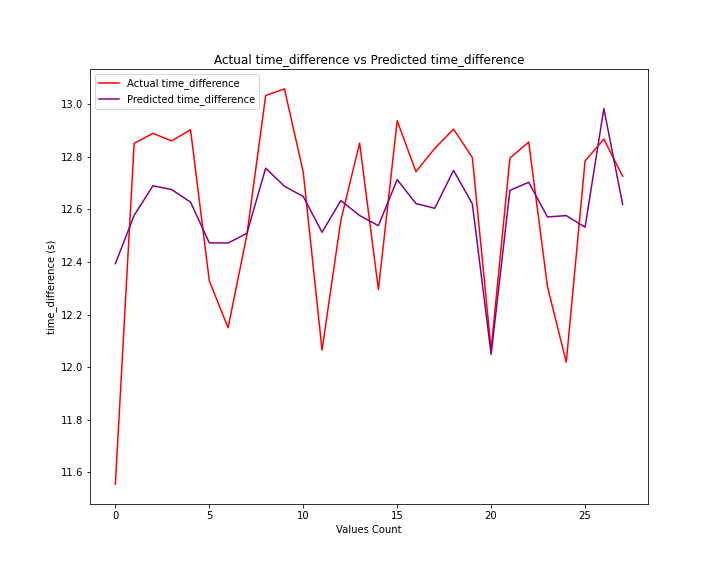 Actual time_difference vs Predicted time_difference
Actual time_difference
Predicted time_difference
time_difference (s)
13.0
12.8
12.6
12.4
12.2
12.0
11.8
11.6
0 5 10 15 20 25
Values Count